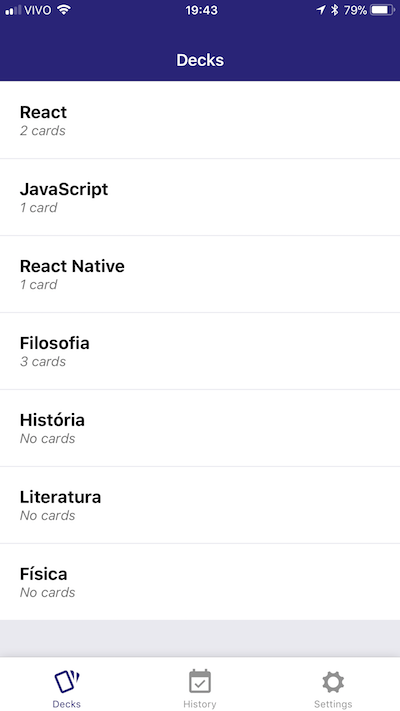 VIVO 19:43 79%
Decks
React
2 cards
JavaScript
1 card
React Native
1 card
Filosofia
3 cards
História
No cards
Literatura
No cards
Física
No cards
Decks History Settings